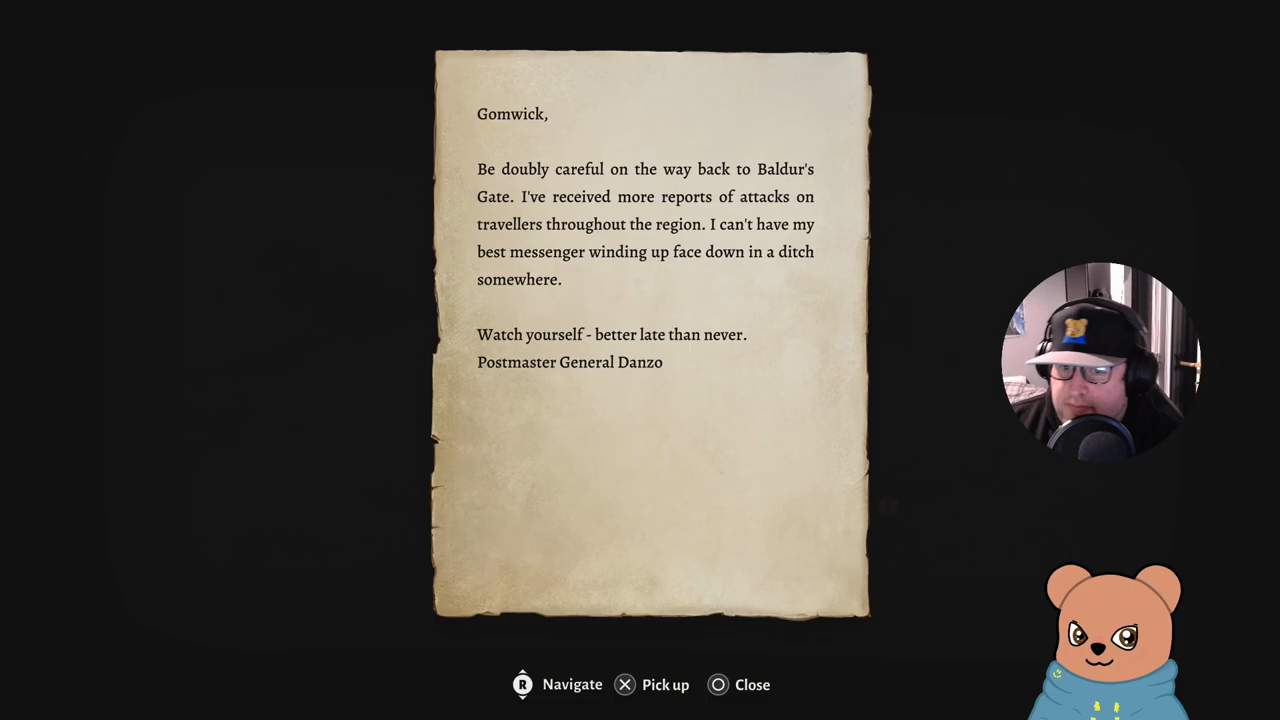 Gomwick,
Be doubly careful on the way back to Baldur's
Gate. I've received more reports of attacks on
travellers throughout the region. I can't have my
best messenger winding up face down in a ditch
somewhere.
Watch yourself - better late than never.
Postmaster General Danzo
R Navigate Pick up Close